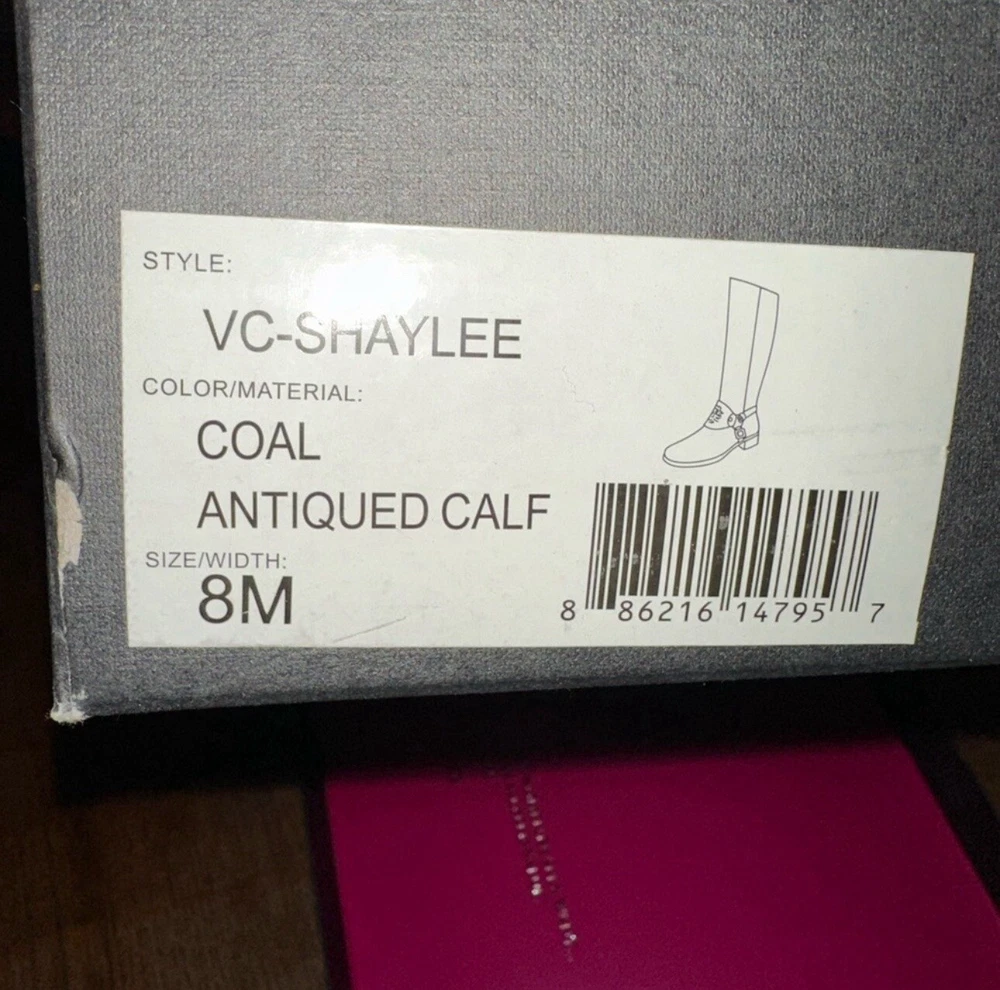 STYLE:
VC-SHAYLEE
COLOR/MATERIAL:
COAL
ANTIQUED CALF
SIZE/WIDTH:
8M
8 86216 14795 7